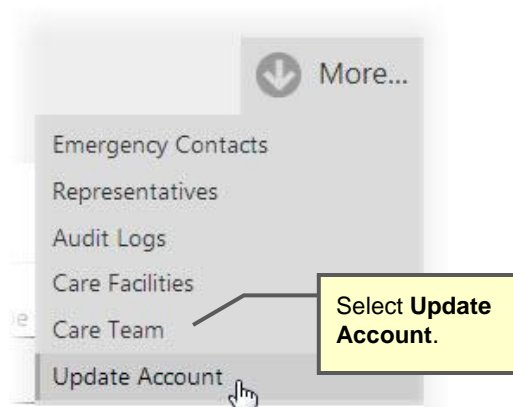 More...
Emergency Contacts
Representatives
Audit Logs
Care Facilities
Care Team
Update Account
Select Update
Account.